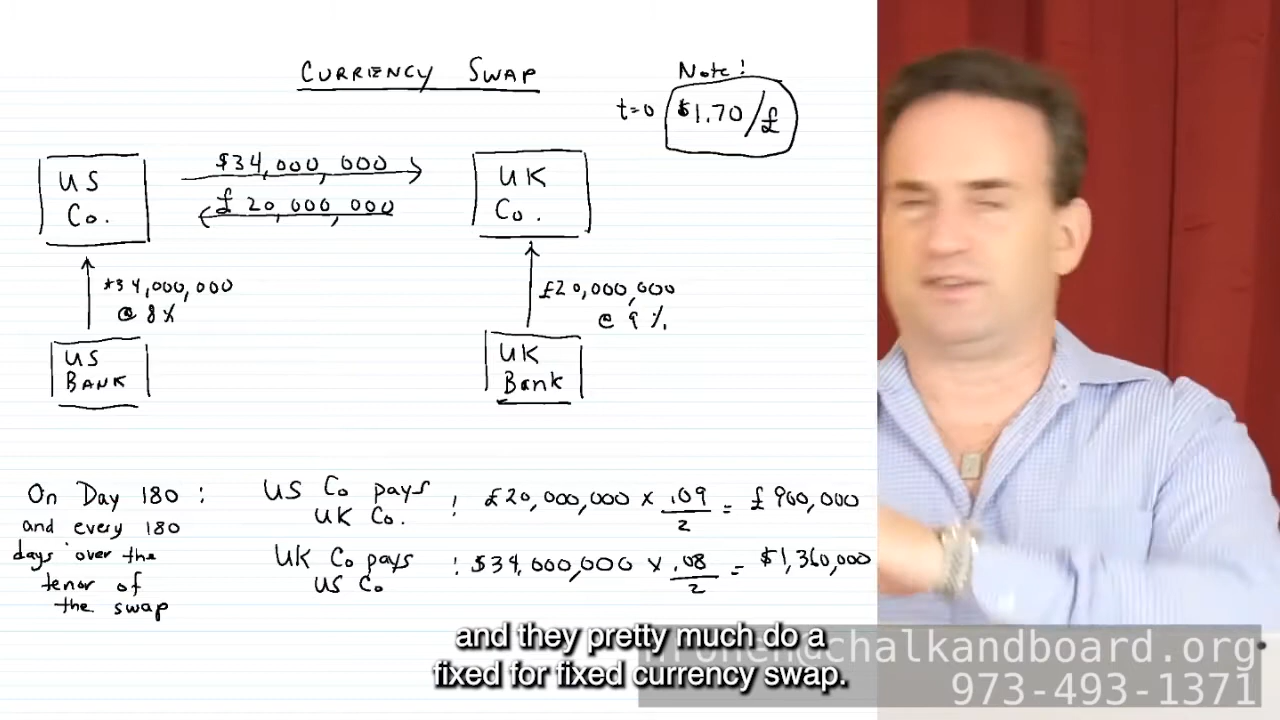 CURRENCY SWAP
Note!
t=0 $1.70/£
US
Co.
$34,000,000
£20,000,000
UK
Co.
$34,000,000
@ 8%
£20,000,000
@ 9%
US
BANK
UK
Bank
On Day 180 :
and every 180
days over the
tenor of
the swap
US Co pays
UK Co.
: £20,000,000 × .09/2 = £900,000
UK Co pays
US Co
: $34,000,000 × .08/2 = $1,360,000
and they pretty much do a
fixed for fixed currency swap.
chalkandboard.org
973-493-1371